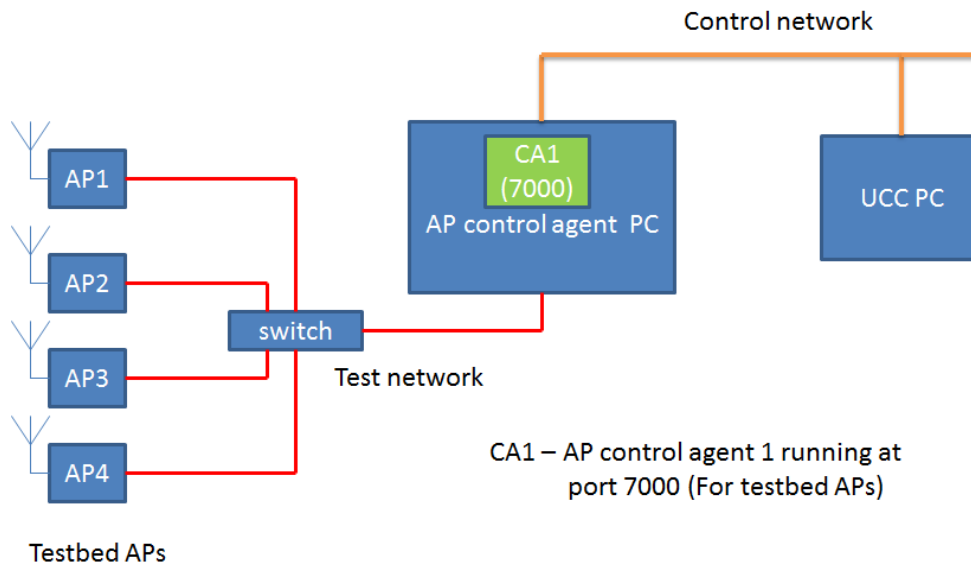 Control network
CA1
(7000)
AP control agent PC
UCC PC
AP1
AP2
switch
AP3
Test network
AP4
CA1 – AP control agent 1 running at
port 7000 (For testbed APs)
Testbed APs